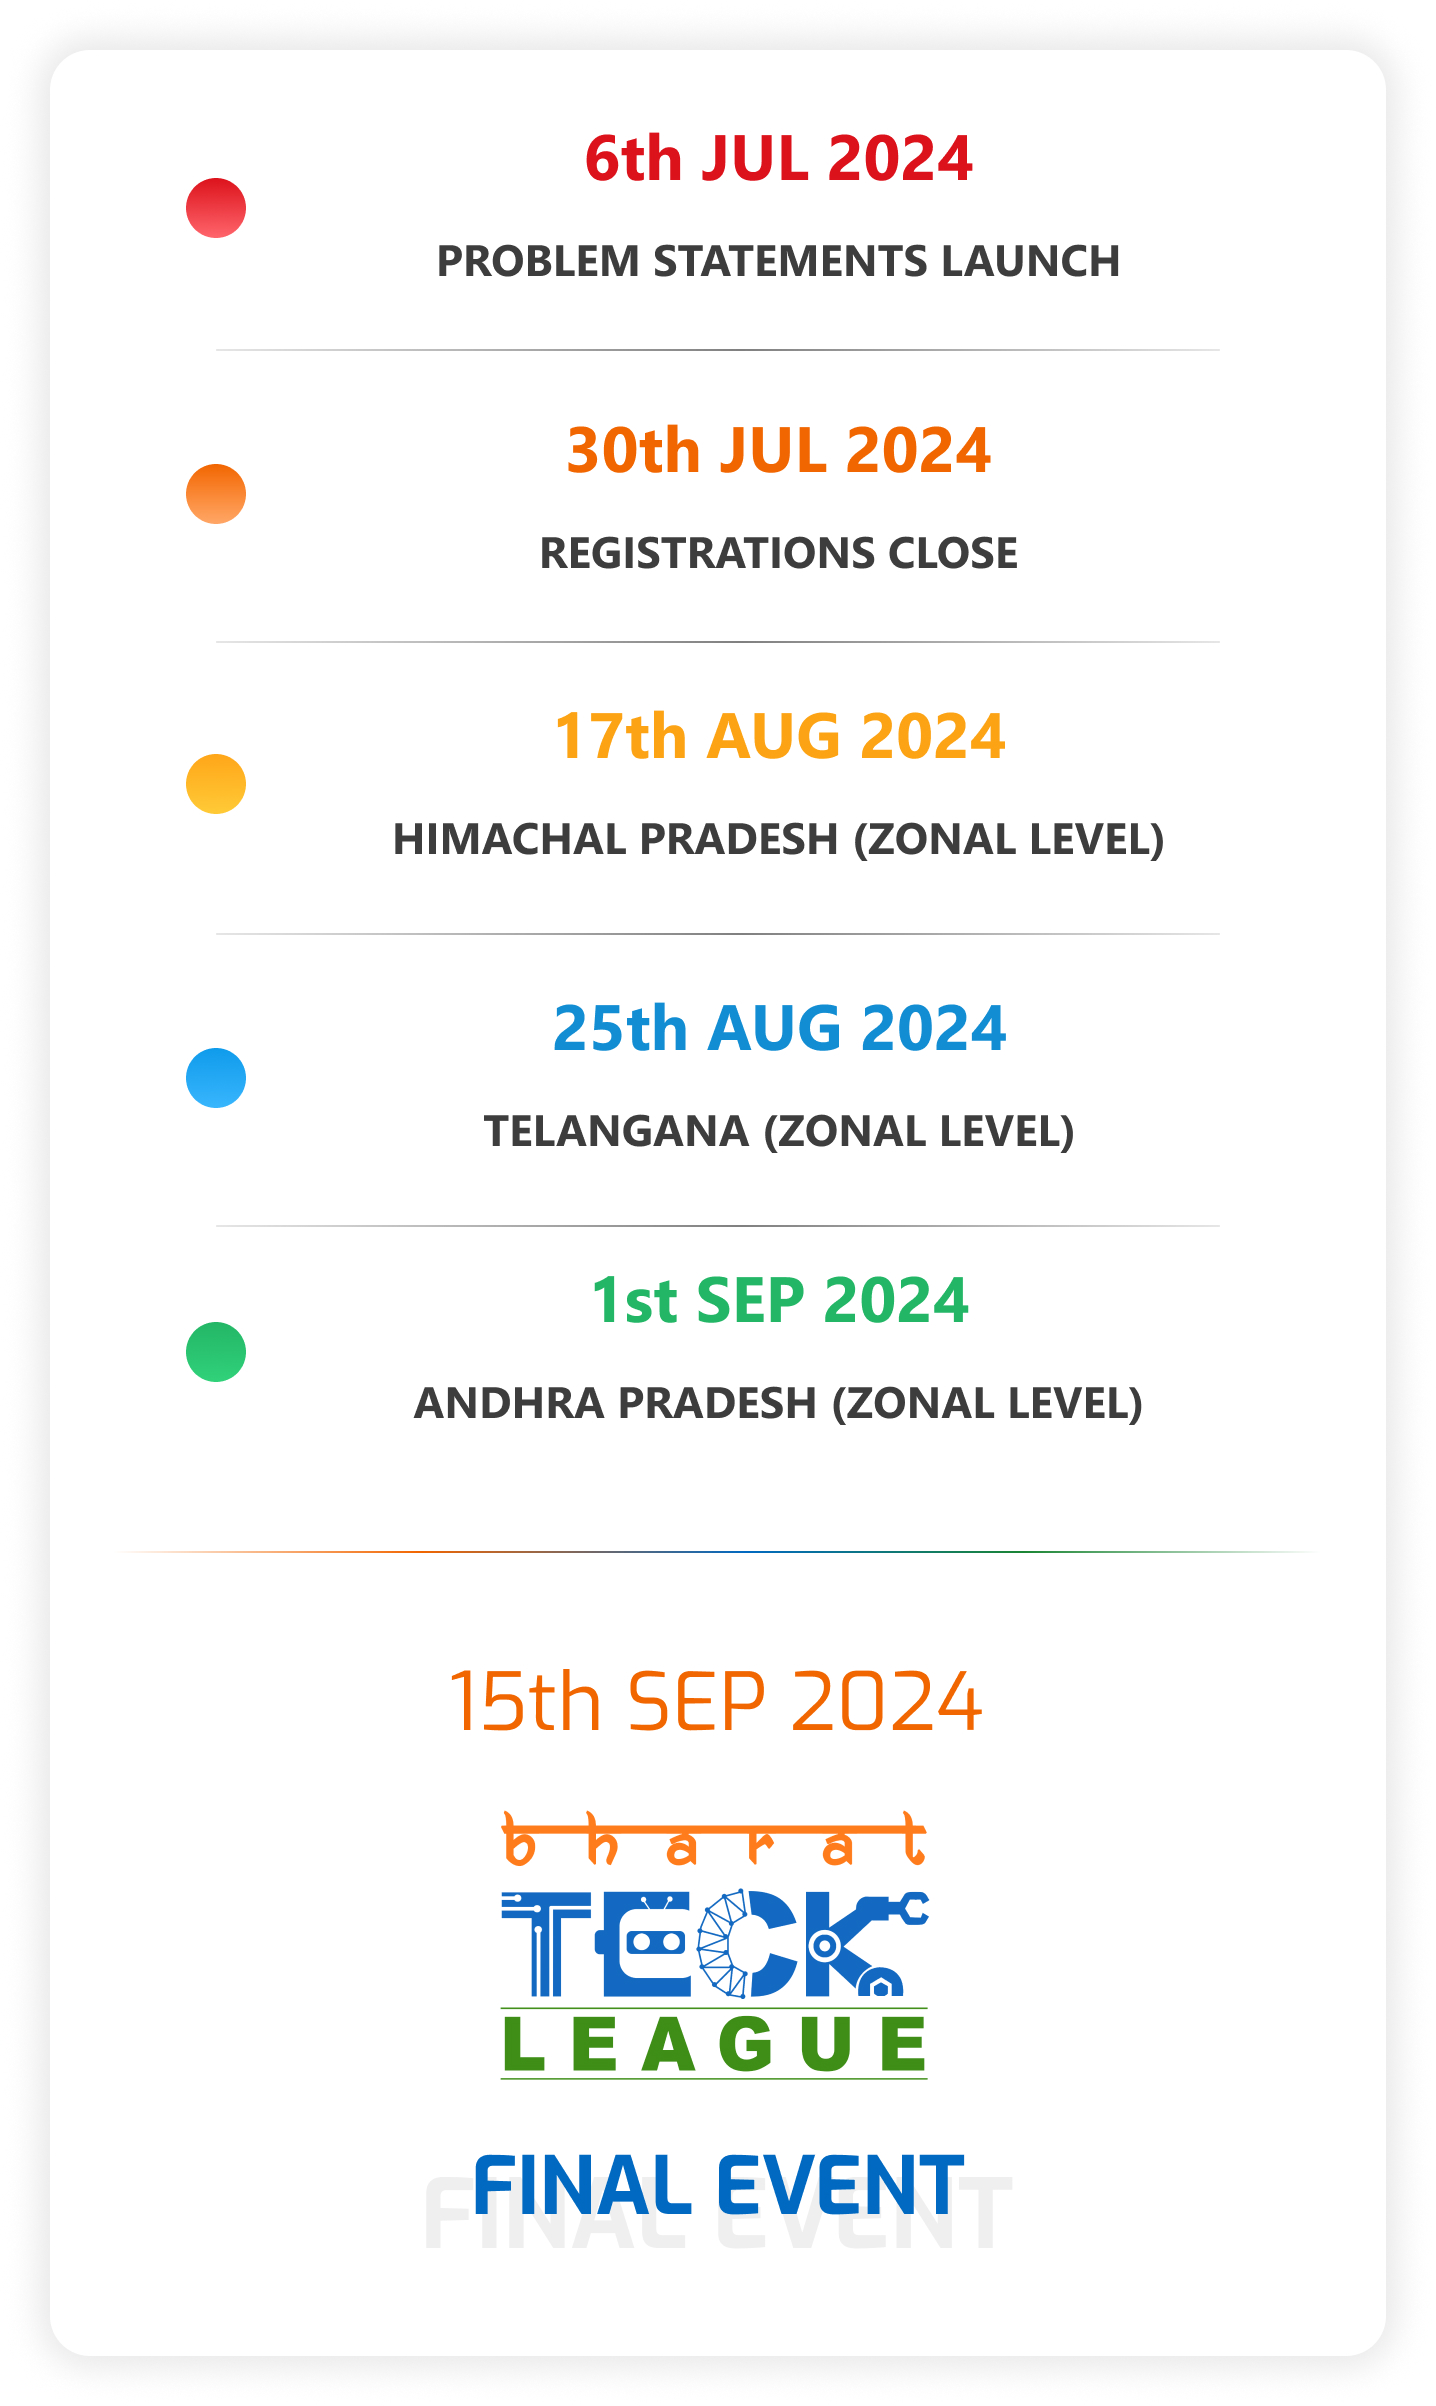 6th JUL 2024
PROBLEM STATEMENTS LAUNCH
30th JUL 2024
REGISTRATIONS CLOSE
17th AUG 2024
HIMACHAL PRADESH (ZONAL LEVEL)
25th AUG 2024
TELANGANA (ZONAL LEVEL)
1st SEP 2024
ANDHRA PRADESH (ZONAL LEVEL)
15th SEP 2024
bharat
TECK
LEAGUE
FINAL EVENT
FINAL EVENT